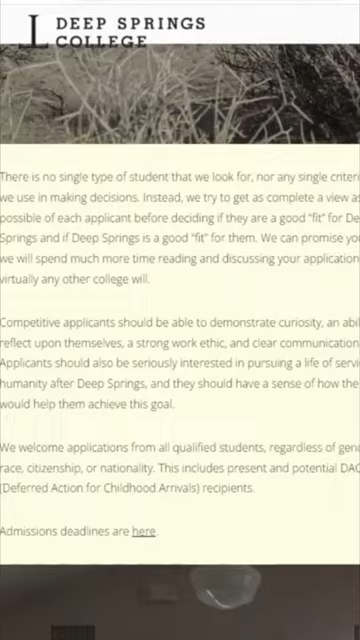 DEEP SPRINGS
COLLEGE
There is no single type of student that we look for, nor any single criteri
we use in making decisions. Instead, we try to get as complete a view as
possible of each applicant before deciding if they are a good “fit” for De
Springs and if Deep Springs is a good “fit” for them. We can promise you
we will spend much more time reading and discussing your application
virtually any other college will.
Competitive applicants should be able to demonstrate curiosity, an abil
reflect upon themselves, a strong work ethic, and clear communication
Applicants should also be seriously interested in pursuing a life of servi
humanity after Deep Springs, and they should have a sense of how the
would help them achieve this goal.
We welcome applications from all qualified students, regardless of gend
race, citizenship, or nationality. This includes present and potential DAC
(Deferred Action for Childhood Arrivals) recipients.
Admissions deadlines are here.